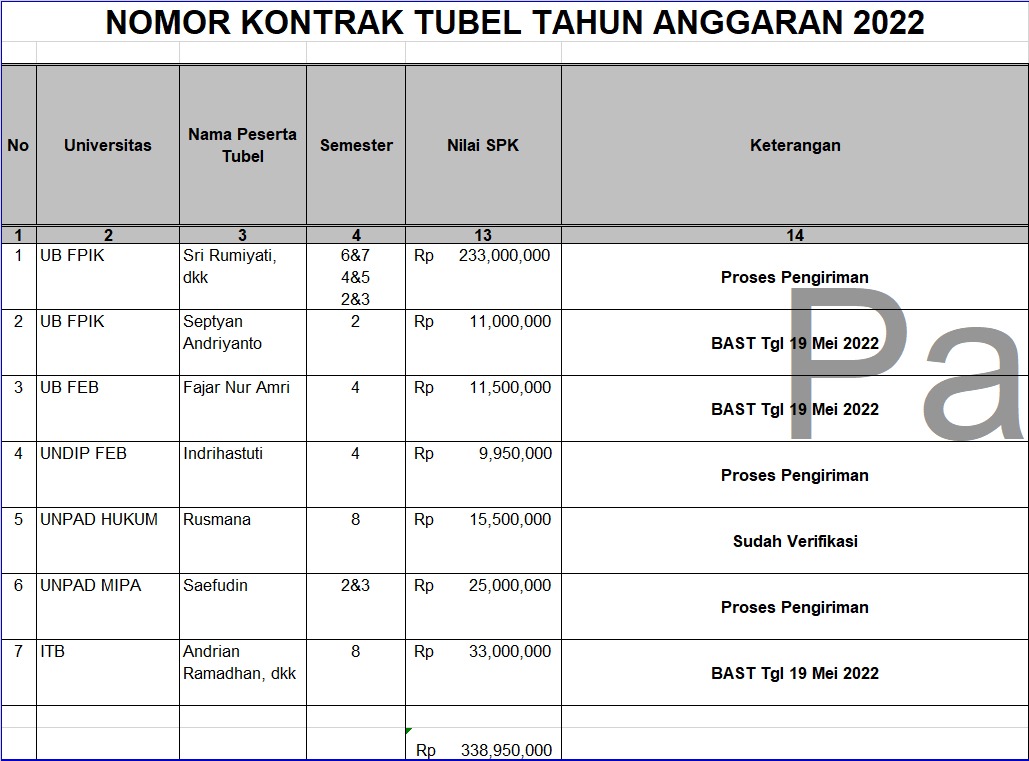 NOMOR KONTRAK TUBEL TAHUN ANGGARAN 2022
No Universitas Nama Peserta Tubel Semester Nilai SPK Keterangan
1 2 3 4 13 14
1 UB FPIK Sri Rumiyati, 6&7 Rp 233,000,000
dkk 4&5 Proses Pengiriman
2&3
2 UB FPIK Septyan 2 Rp 11,000,000
Andriyanto BAST Tgl 19 Mei 2022
3 UB FEB Fajar Nur Amri 4 Rp 11,500,000
BAST Tgl 19 Mei 2022
4 UNDIP FEB Indrihastuti 4 Rp 9,950,000
Proses Pengiriman
5 UNPAD HUKUM Rusmana 8 Rp 15,500,000
Sudah Verifikasi
6 UNPAD MIPA Saefudin 2&3 Rp 25,000,000
Proses Pengiriman
7 ITB Andrian 8 Rp 33,000,000
Ramadhan, dkk BAST Tgl 19 Mei 2022
Rp 338,950,000
Pa